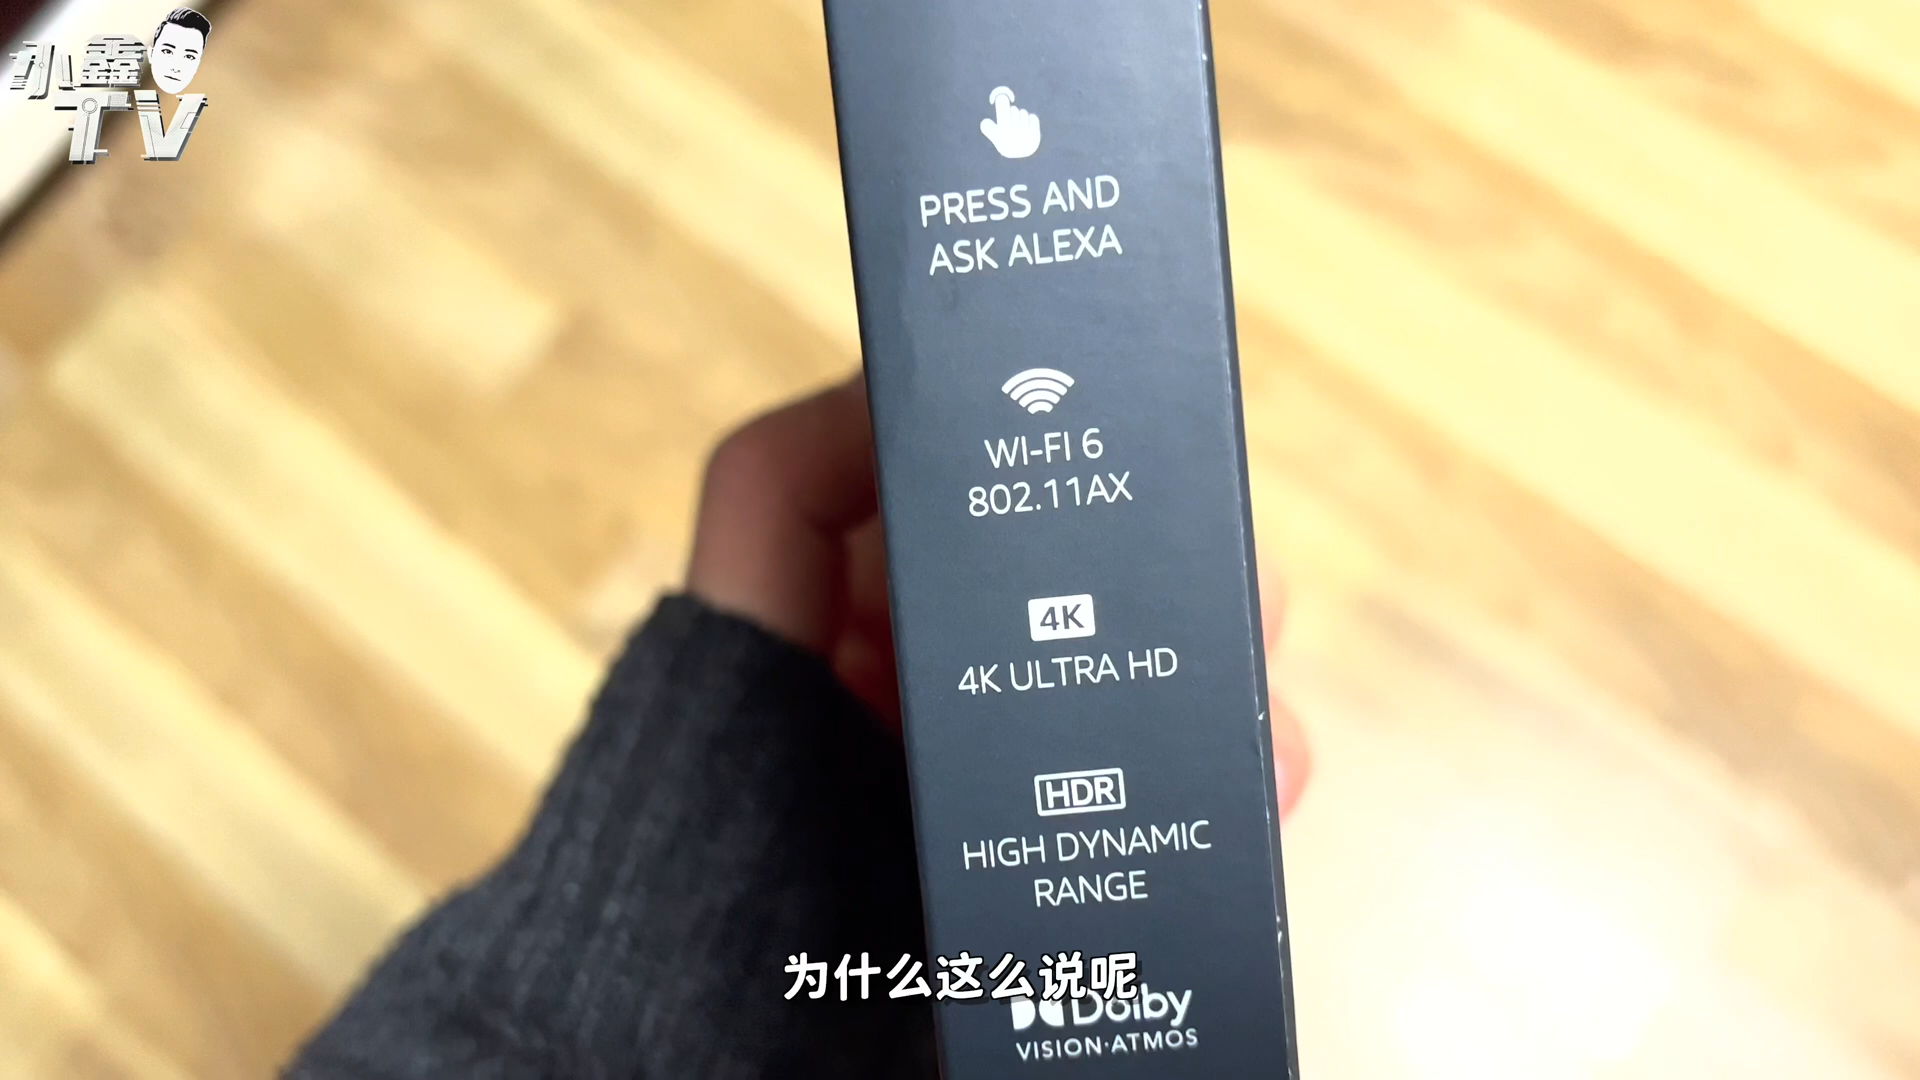 小鑫
TV
PRESS AND
ASK ALEXA
WI-FI 6
802.11AX
4K
4K ULTRA HD
HDR
HIGH DYNAMIC
RANGE
为什么这么说呢
Dolby
VISION·ATMOS